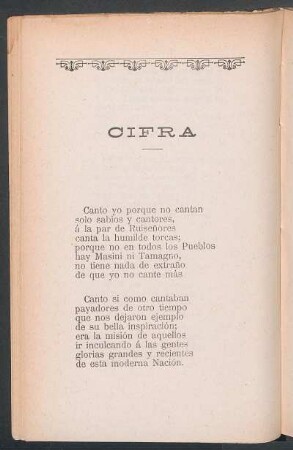 CIFRA
Canto yo porque no cantan
solo sabios y cantores,
á la par de Ruiseñores
canta la humilde torcas;
porque no en todos los Pueblos
hay Masini ni Tamagno,
no tiene nada de extraño
de que yo no cante más
Canto si como cantaban
payadores de otro tiempo
que nos dejaron ejemplo
de su bella inspiración;
era la misión de aquellos
ir inculcando á las gentes
glorias grandes y recientes
de esta moderna Nación.